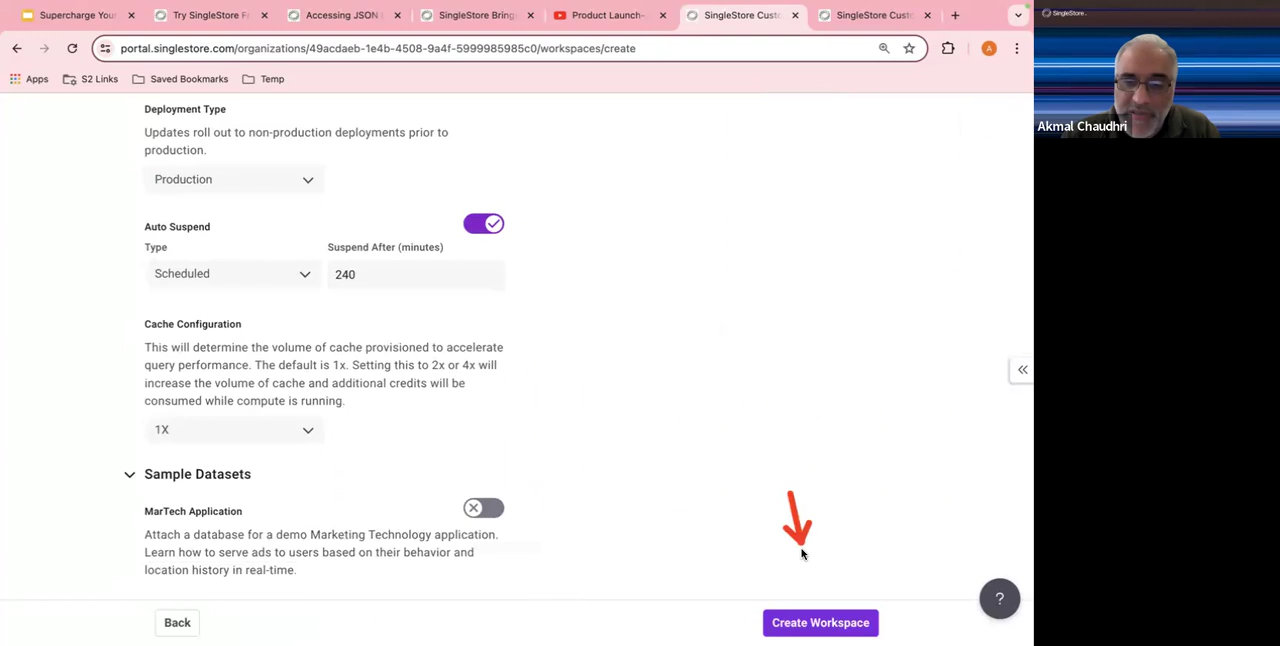 Supercharge Your
Try SingleStore F
Accessing JSON
SingleStore Bring
Product Launch-
SingleStore Custo
SingleStore Custo
portal.singlestore.com/organizations/49acdaeb-1e4b-4508-9a4f-5999985985c0/workspaces/create
A
Apps
S2 Links
Saved Bookmarks
Temp
SingleStore
Akmal Chaudhri
Deployment Type
Updates roll out to non-production deployments prior to
production.
Production
Auto Suspend
Type
Suspend After (minutes)
Scheduled
240
Cache Configuration
This will determine the volume of cache provisioned to accelerate
query performance. The default is 1x. Setting this to 2x or 4x will
increase the volume of cache and additional credits will be
consumed while compute is running.
1X
Sample Datasets
MarTech Application
Attach a database for a demo Marketing Technology application.
Learn how to serve ads to users based on their behavior and
location history in real-time.
Back
Create Workspace
?